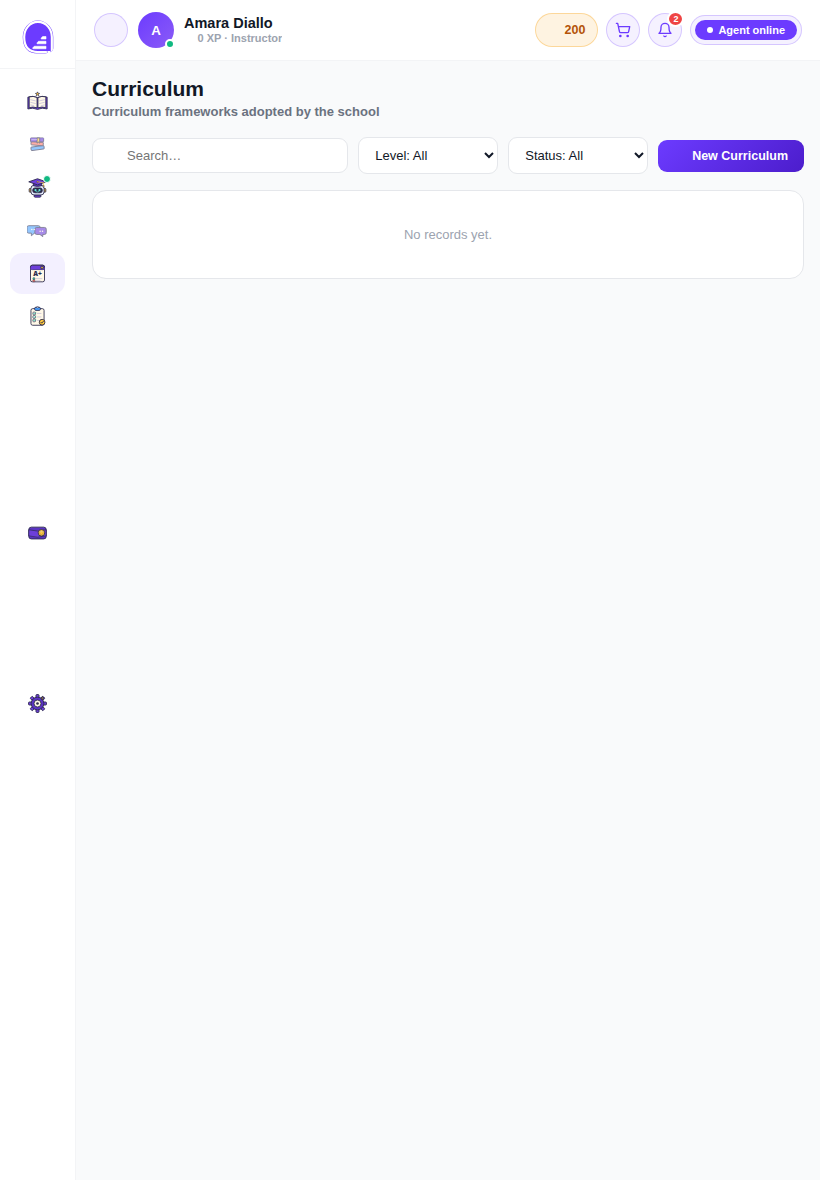 A
Amara Diallo
0 XP · Instructor
200
2
Agent online
Curriculum
Curriculum frameworks adopted by the school
Search…
Level: All
Status: All
New Curriculum
No records yet.
A+